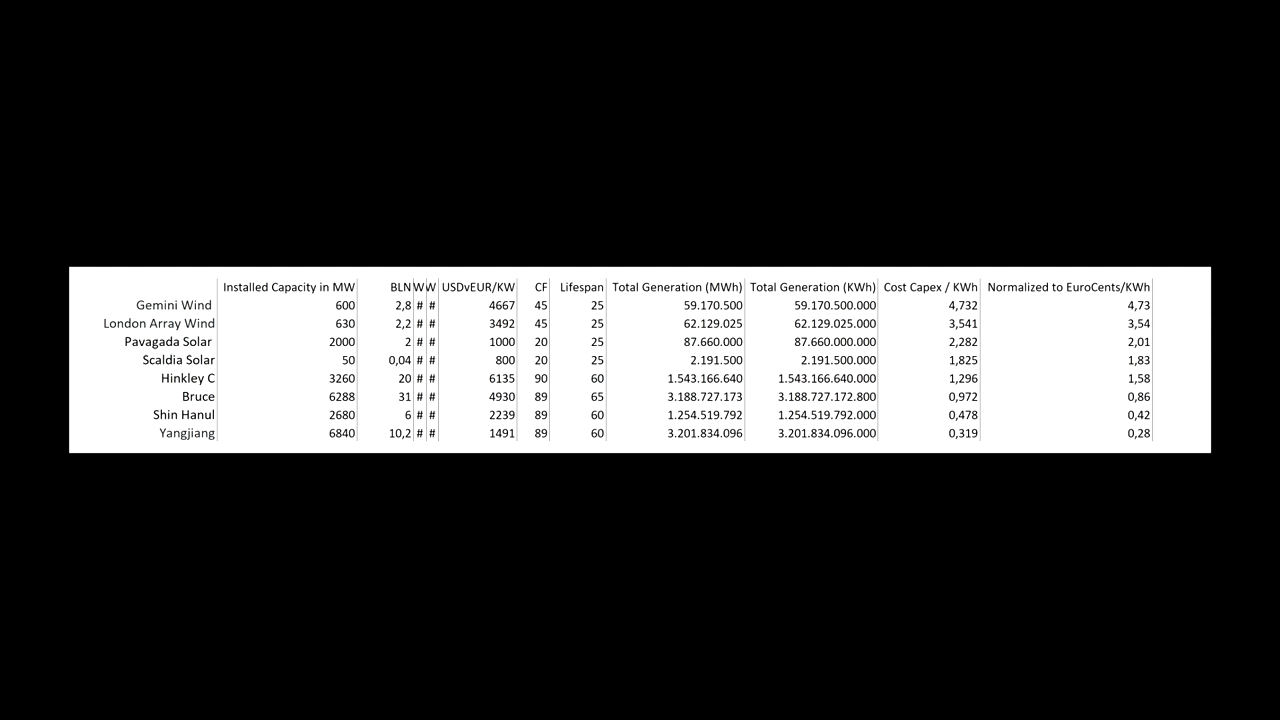 Installed Capacity in MW BLN W W USDvEUR/KW CF Lifespan Total Generation (MWh) Total Generation (KWh) Cost Capex / KWh Normalized to EuroCents/KWh
Gemini Wind 600 2,8 # # 4667 45 25 59.170.500 59.170.500.000 4,732 4,73
London Array Wind 630 2,2 # # 3492 45 25 62.129.025 62.129.025.000 3,541 3,54
Pavagada Solar 2000 2 # # 1000 20 25 87.660.000 87.660.000.000 2,282 2,01
Scaldia Solar 50 0,04 # # 800 20 25 2.191.500 2.191.500.000 1,825 1,83
Hinkley C 3260 20 # # 6135 90 60 1.543.166.640 1.543.166.640.000 1,296 1,58
Bruce 6288 31 # # 4930 89 65 3.188.727.173 3.188.727.172.800 0,972 0,86
Shin Hanul 2680 6 # # 2239 89 60 1.254.519.792 1.254.519.792.000 0,478 0,42
Yangjiang 6840 10,2 # # 1491 89 60 3.201.834.096 3.201.834.096.000 0,319 0,28